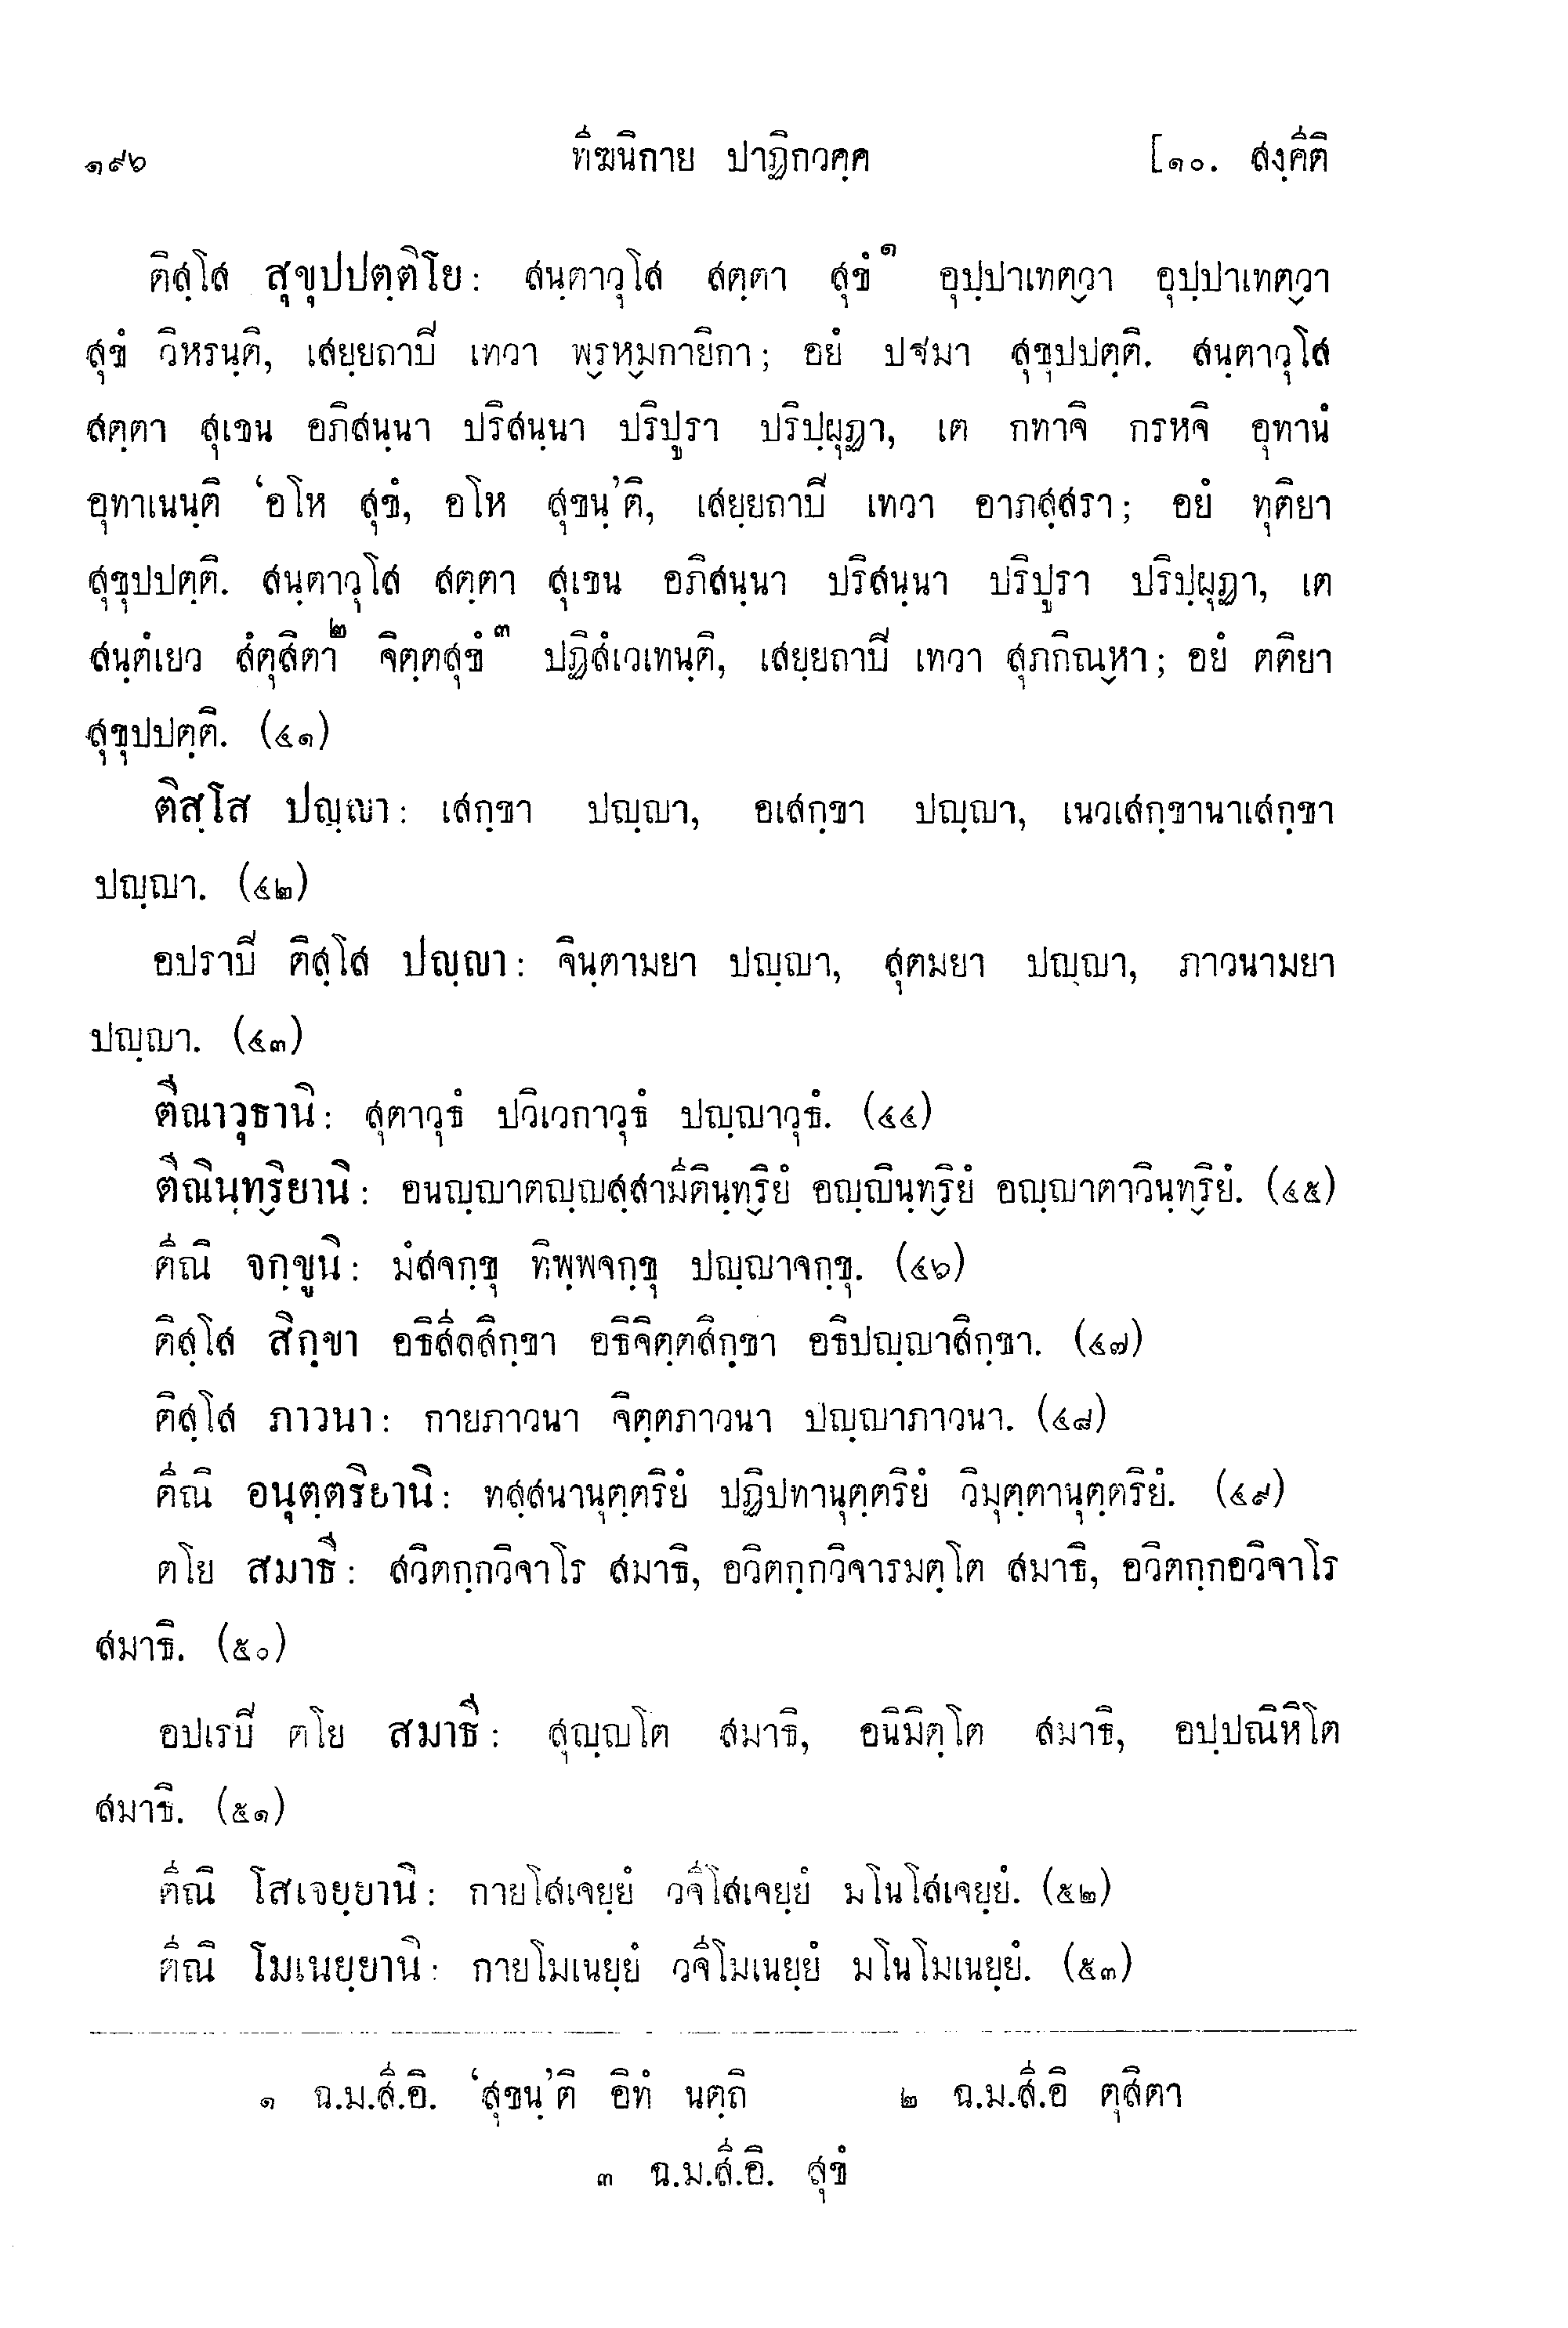 ๑๙๖ ทีฆนิกาย ปาฏิกวคฺค [๑๐. สงฺคีติ
ติสฺโส สุขุปปตฺติโย: สนฺตาวุโส สตฺตา สุขํ๑ อุปฺปาเทตฺวา อุปฺปาเทตฺวา
สุขํ วิหรนฺติ, เสยฺยถาปิ เทวา พฺรหฺมกายิกา; อยํ ปฐมา สุขุปปตฺติ. สนฺตาวุโส
สตฺตา สุเขน อภิสนฺนา ปริสนฺนา ปริปูรา ปริปฺผุฏา, เต กทาจิ กรหจิ อุทานํ
อุทาเนนฺติ ‘อโห สุขํ, อโห สุขนฺ’ติ, เสยฺยถาปิ เทวา อาภสฺสรา; อยํ ทุติยา
สุขุปปตฺติ. สนฺตาวุโส สตฺตา สุเขน อภิสนฺนา ปริสนฺนา ปริปูรา ปริปฺผุฏา, เต
สนฺตํเยว สํตุสิตา๒ จิตฺตสุขํ๓ ปฏิสํเวเทนฺติ, เสยฺยถาปิ เทวา สุภกิณฺหา; อยํ ตติยา
สุขุปปตฺติ. (๔๑)
ติสฺโส ปญฺญา: เสกฺขา ปญฺญา, อเสกฺขา ปญฺญา, เนวเสกฺขานาเสกฺขา
ปญฺญา. (๔๒)
อปราปิ ติสฺโส ปญฺญา: จินฺตามยา ปญฺญา, สุตมยา ปญฺญา, ภาวนามยา
ปญฺญา. (๔๓)
ตีณาวุธานิ: สุตาวุธํ ปวิเวกาวุธํ ปญฺญาวุธํ. (๔๔)
ตีณินฺทฺริยานิ: อนญฺญาตญฺญสฺสามีตินฺทฺริยํ อญฺญินฺทฺริยํ อญฺญาตาวินฺทฺริยํ. (๔๕)
ตีณิ จกฺขูนิ: มํสจกฺขุ ทิพฺพจกฺขุ ปญฺญาจกฺขุ. (๔๖)
ติสฺโส สิกฺขา อธิสีลสิกฺขา อธิจิตฺตสิกฺขา อธิปญฺญาสิกฺขา. (๔๗)
ติสฺโส ภาวนา: กายภาวนา จิตฺตภาวนา ปญฺญาภาวนา. (๔๘)
ตีณิ อนุตฺตริยานิ: ทสฺสนานุตฺตริยํ ปฏิปทานุตฺตริยํ วิมุตฺตานุตฺตริยํ. (๔๙)
ตโย สมาธี: สวิตกฺกวิจาโร สมาธิ, อวิตกฺกวิจารมตฺโต สมาธิ, อวิตกฺกอวิจาโร
สมาธิ. (๕๐)
อปเรปิ ตโย สมาธี: สุญฺญโต สมาธิ, อนิมิตฺโต สมาธิ, อปฺปณิหิโต
สมาธิ. (๕๑)
ตีณิ โสเจยฺยานิ: กายโสเจยฺยํ วจีโสเจยฺยํ มโนโสเจยฺยํ. (๕๒)
ตีณิ โมเนยฺยานิ: กายโมเนยฺยํ วจีโมเนยฺยํ มโนโมเนยฺยํ. (๕๓)
๑ ฉ.ม.สี.อิ. ‘สุขนฺ’ติ อิทํ นตฺถิ ๒ ฉ.ม.สี.อิ ตุสิตา
๓ ฉ.ม.สี.อิ. สุขํ